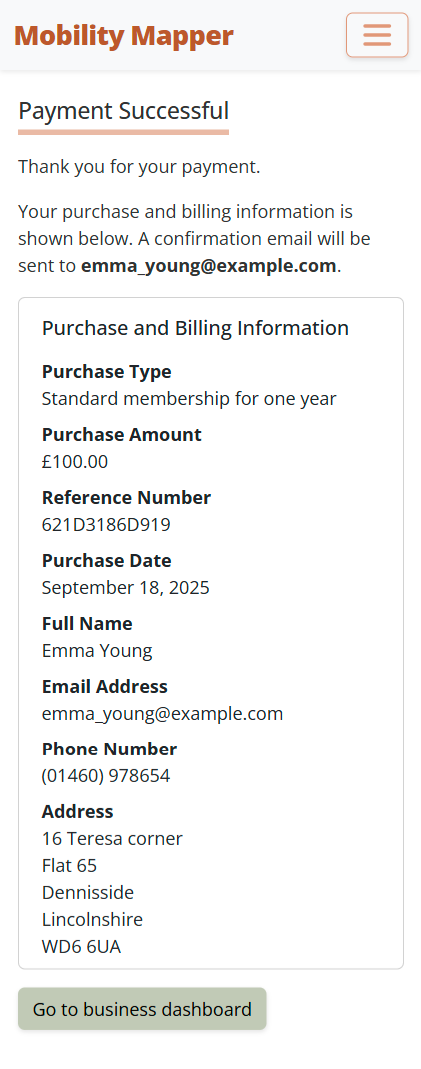 Mobility Mapper
Payment Successful
Thank you for your payment.
Your purchase and billing information is
shown below. A confirmation email will be
sent to emma_young@example.com.
Purchase and Billing Information
Purchase Type
Standard membership for one year
Purchase Amount
£100.00
Reference Number
621D3186D919
Purchase Date
September 18, 2025
Full Name
Emma Young
Email Address
emma_young@example.com
Phone Number
(01460) 978654
Address
16 Teresa corner
Flat 65
Dennisside
Lincolnshire
WD6 6UA
Go to business dashboard